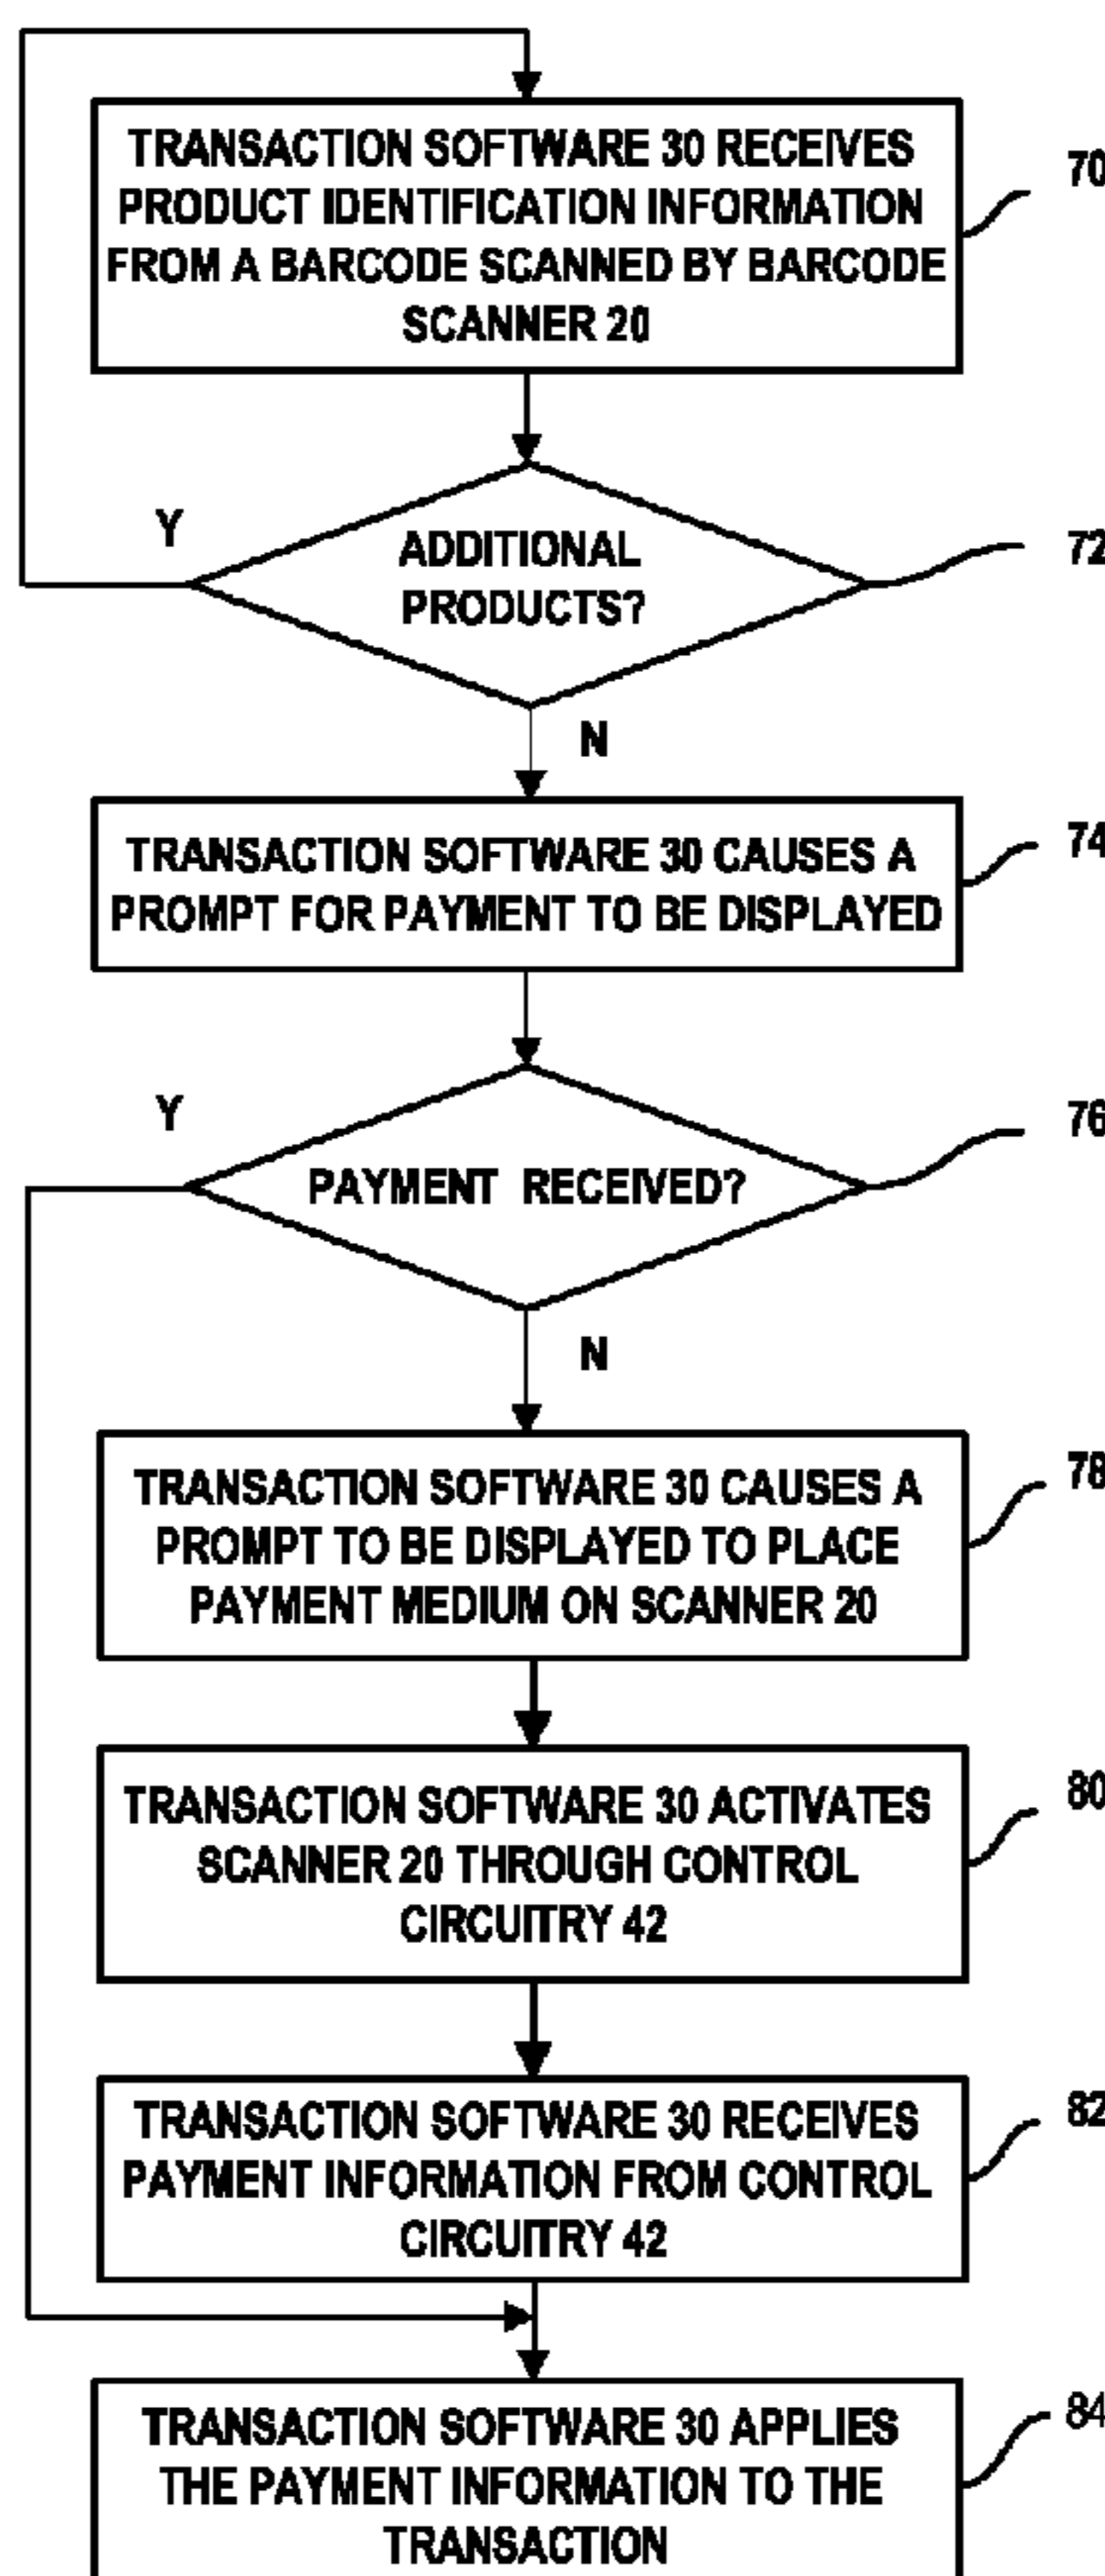 TRANSACTION SOFTWARE 30 RECEIVES
PRODUCT IDENTIFICATION INFORMATION
FROM A BARCODE SCANNED BY BARCODE
SCANNER 20
70
Y
ADDITIONAL
PRODUCTS?
72
N
TRANSACTION SOFTWARE 30 CAUSES A
PROMPT FOR PAYMENT TO BE DISPLAYED
74
Y
PAYMENT RECEIVED?
76
N
TRANSACTION SOFTWARE 30 CAUSES A
PROMPT TO BE DISPLAYED TO PLACE
PAYMENT MEDIUM ON SCANNER 20
78
TRANSACTION SOFTWARE 30 ACTIVATES
SCANNER 20 THROUGH CONTROL
CIRCUITRY 42
80
TRANSACTION SOFTWARE 30 RECEIVES
PAYMENT INFORMATION FROM CONTROL
CIRCUITRY 42
82
TRANSACTION SOFTWARE 30 APPLIES
THE PAYMENT INFORMATION TO THE
TRANSACTION
84